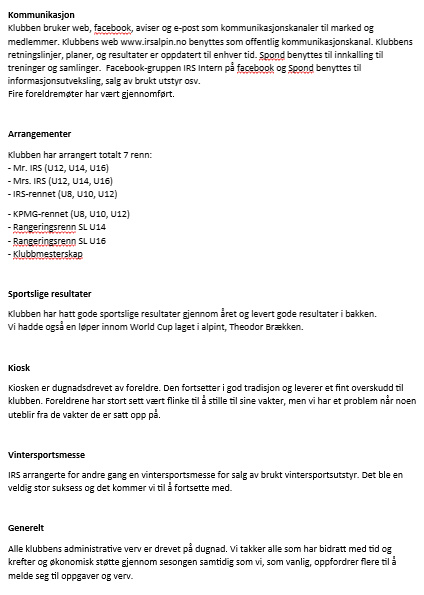 Kommunikasjon
Klubben bruker web, facebook, aviser og e-post som kommunikasjonskanaler til marked og
medlemmer. Klubbens web www.irsalpin.no benyttes som offentlig kommunikasjonskanal. Klubbens
retningslinjer, planer, og resultater er oppdatert til enhver tid. Spond benyttes til innkalling til
treninger og samlinger.  Facebook-gruppen IRS Intern på facebook og Spond benyttes til
informasjonsutveksling, salg av brukt utstyr osv.
Fire foreldremøter har vært gjennomført.
Arrangementer
Klubben har arrangert totalt 7 renn:
- Mr. IRS (U12, U14, U16)
- Mrs. IRS (U12, U14, U16)
- IRS-rennet (U8, U10, U12)
- KPMG-rennet (U8, U10, U12)
- Rangeringsrenn SL U14
- Rangeringsrenn SL U16
- Klubbmesterskap
Sportslige resultater
Klubben har hatt gode sportslige resultater gjennom året og levert gode resultater i bakken.
Vi hadde også en løper innom World Cup laget i alpint, Theodor Brækken.
Kiosk
Kiosken er dugnadsdrevet av foreldre. Den fortsetter i god tradisjon og leverer et fint overskudd til
klubben. Foreldrene har stort sett vært flinke til å stille til sine vakter, men vi har et problem når noen
uteblir fra de vakter de er satt opp på.
Vintersportsmesse
IRS arrangerte for andre gang en vintersportsmesse for salg av brukt vintersportsutstyr. Det ble en
veldig stor suksess og det kommer vi til å fortsette med.
Generelt
Alle klubbens administrative verv er drevet på dugnad. Vi takker alle som har bidratt med tid og
krefter og økonomisk støtte gjennom sesongen samtidig som vi, som vanlig, oppfordrer flere til å
melde seg til oppgaver og verv.